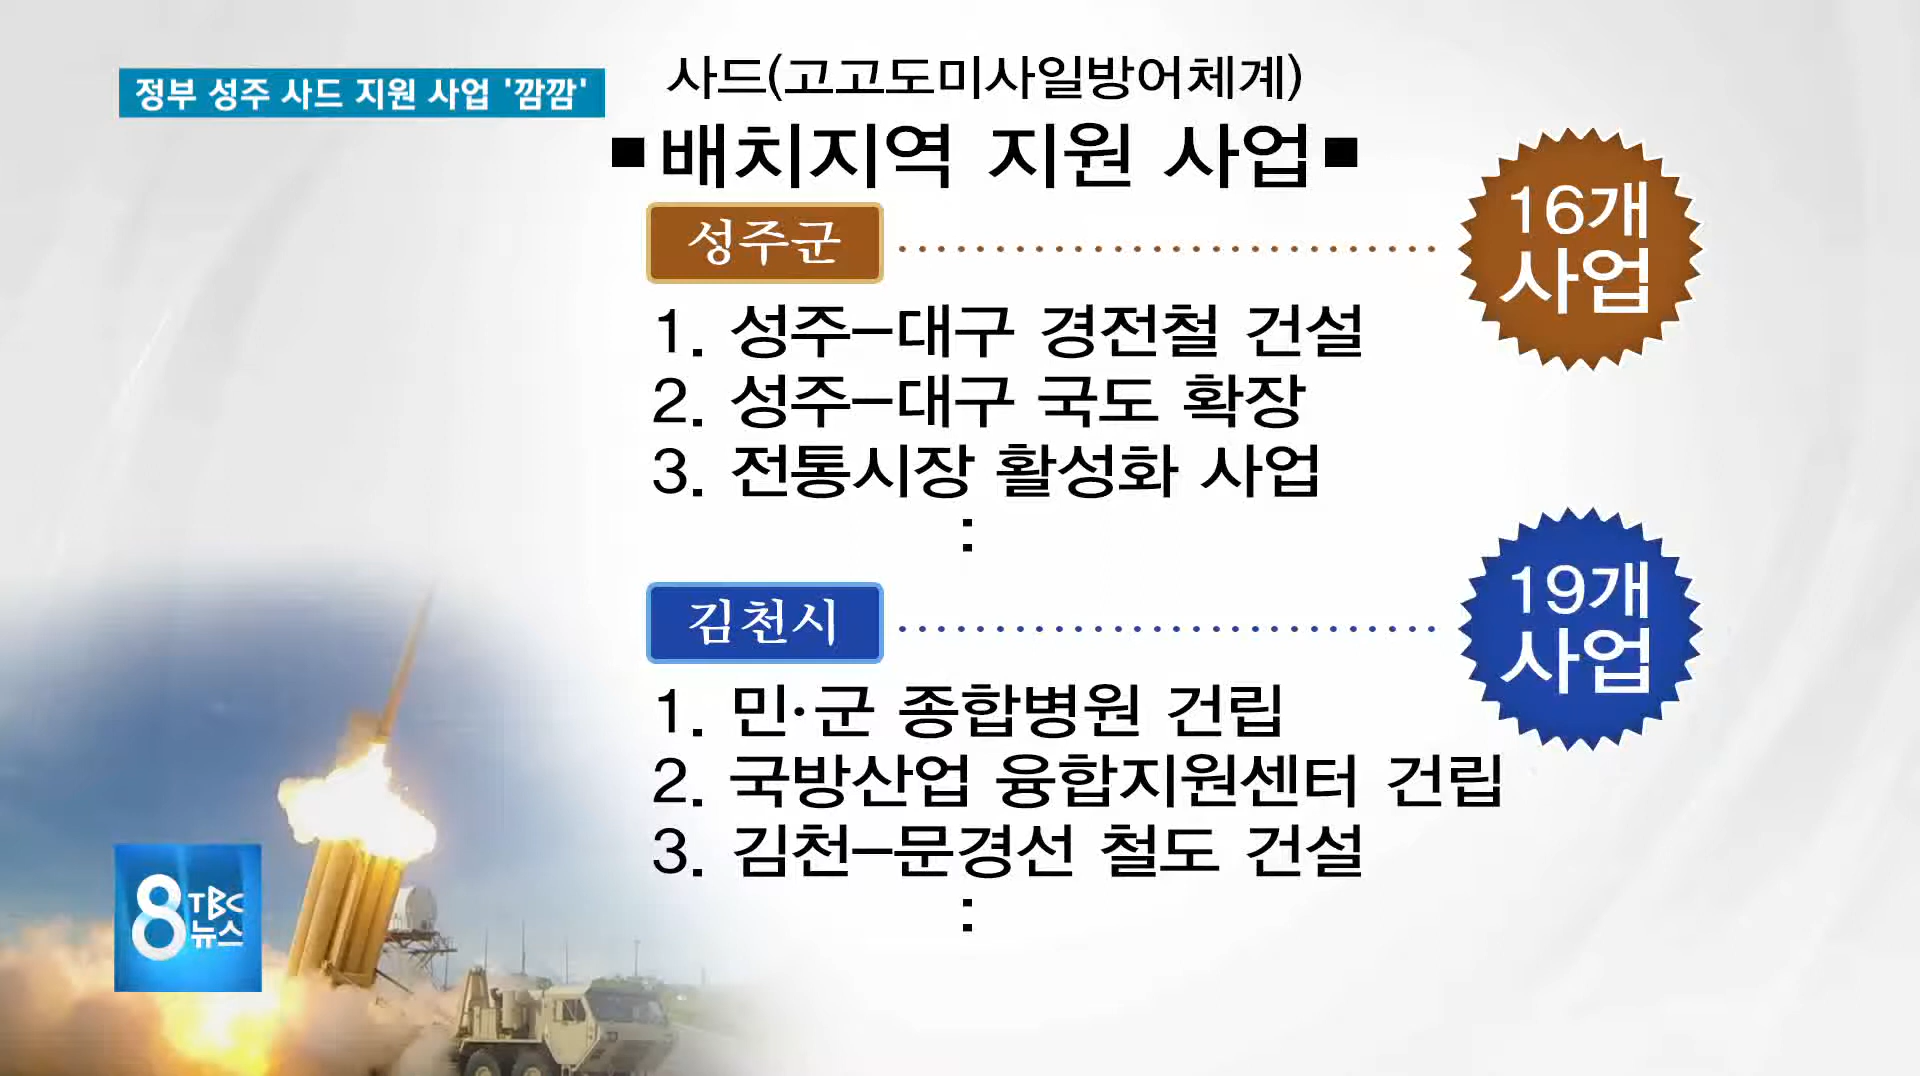 정부 성주 사드 지원 사업 '깜깜'
사드(고고도미사일방어체계)
■배치지역 지원 사업■
성주군
16개
사업
1. 성주-대구 경전철 건설
2. 성주-대구 국도 확장
3. 전통시장 활성화 사업
:
김천시
19개
사업
1. 민·군 종합병원 건립
2. 국방산업 융합지원센터 건립
3. 김천-문경선 철도 건설
:
8 TBC
뉴스